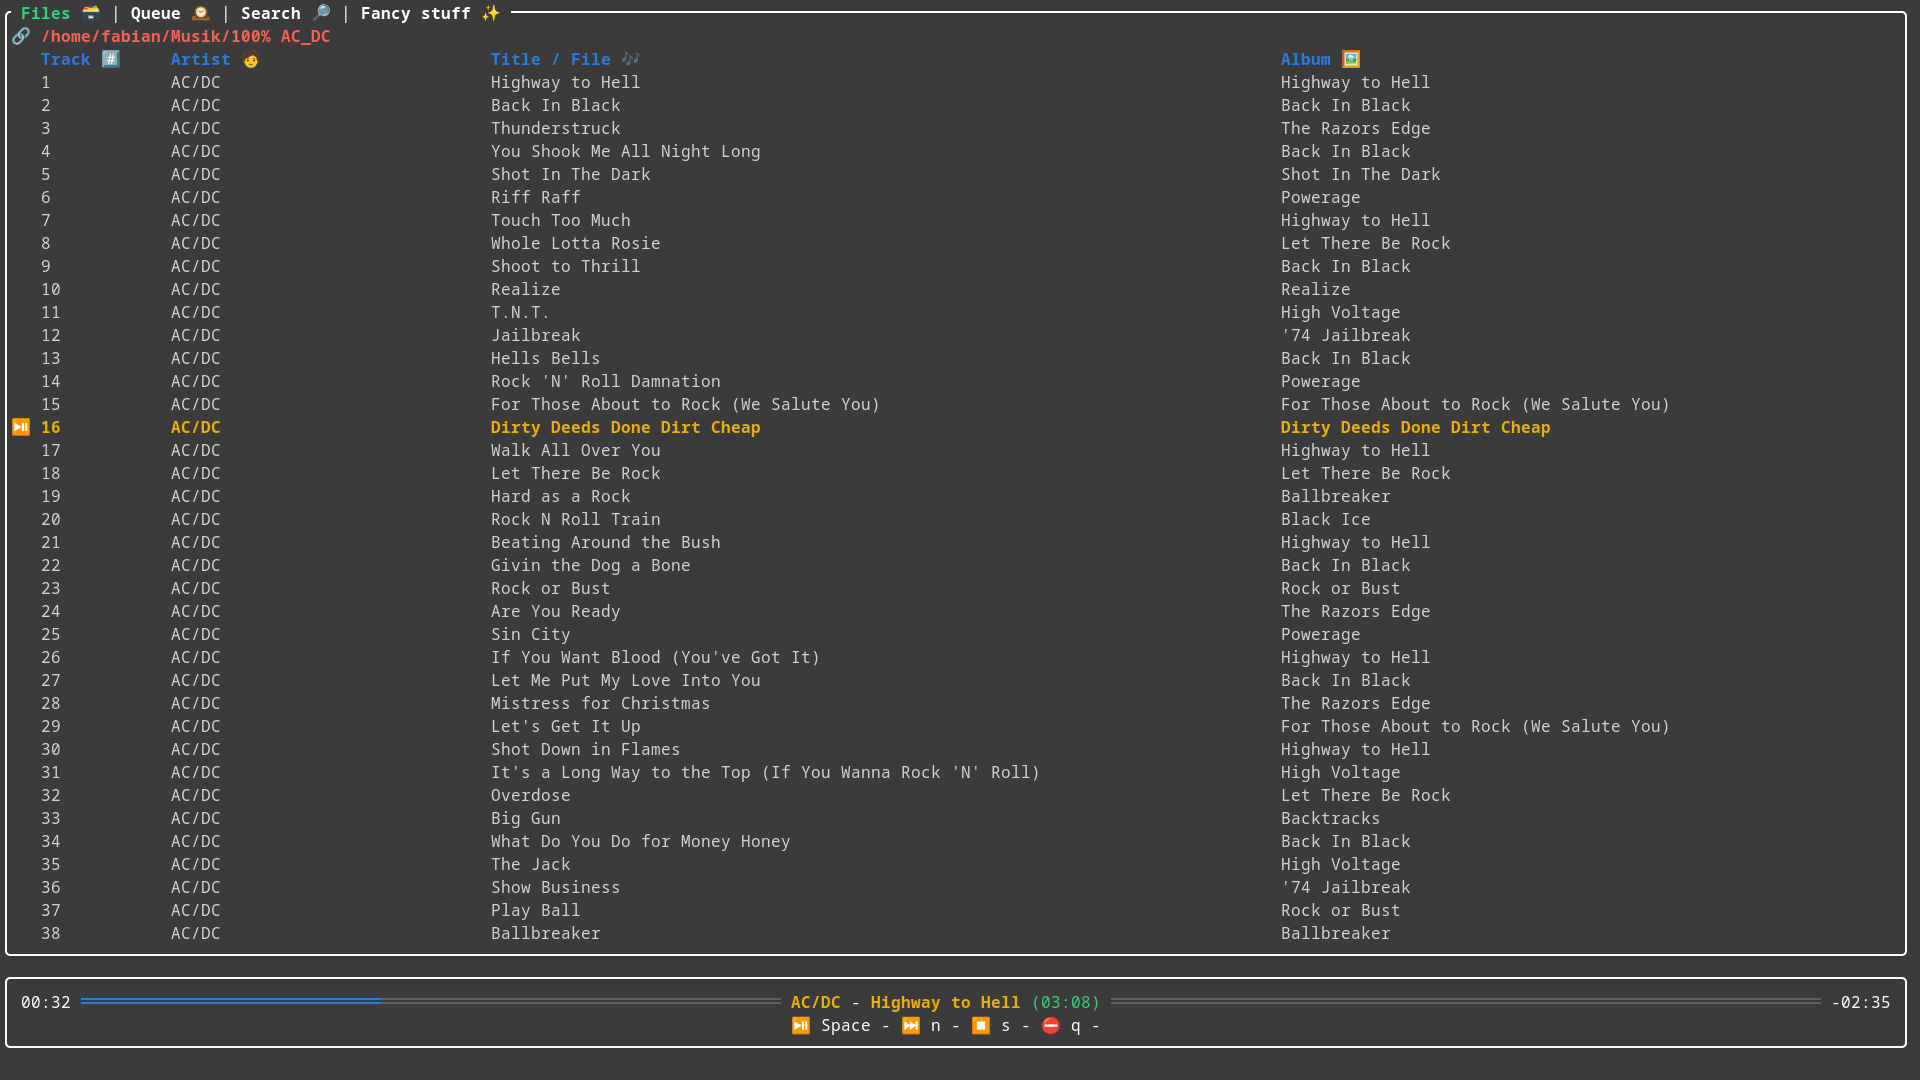 Files 🗃️ | Queue 🕰️ | Search 🔎 | Fancy stuff ✨
🔗 /home/fabian/Musik/100% AC_DC
Track #️⃣ Artist 🧑 Title / File 🎶 Album 🖼️
1 AC/DC Highway to Hell Highway to Hell
2 AC/DC Back In Black Back In Black
3 AC/DC Thunderstruck The Razors Edge
4 AC/DC You Shook Me All Night Long Back In Black
5 AC/DC Shot In The Dark Shot In The Dark
6 AC/DC Riff Raff Powerage
7 AC/DC Touch Too Much Highway to Hell
8 AC/DC Whole Lotta Rosie Let There Be Rock
9 AC/DC Shoot to Thrill Back In Black
10 AC/DC Realize Realize
11 AC/DC T.N.T. High Voltage
12 AC/DC Jailbreak '74 Jailbreak
13 AC/DC Hells Bells Back In Black
14 AC/DC Rock 'N' Roll Damnation Powerage
15 AC/DC For Those About to Rock (We Salute You) For Those About to Rock (We Salute You)
⏯️ 16 AC/DC Dirty Deeds Done Dirt Cheap Dirty Deeds Done Dirt Cheap
17 AC/DC Walk All Over You Highway to Hell
18 AC/DC Let There Be Rock Let There Be Rock
19 AC/DC Hard as a Rock Ballbreaker
20 AC/DC Rock N Roll Train Black Ice
21 AC/DC Beating Around the Bush Highway to Hell
22 AC/DC Givin the Dog a Bone Back In Black
23 AC/DC Rock or Bust Rock or Bust
24 AC/DC Are You Ready The Razors Edge
25 AC/DC Sin City Powerage
26 AC/DC If You Want Blood (You've Got It) Highway to Hell
27 AC/DC Let Me Put My Love Into You Back In Black
28 AC/DC Mistress for Christmas The Razors Edge
29 AC/DC Let's Get It Up For Those About to Rock (We Salute You)
30 AC/DC Shot Down in Flames Highway to Hell
31 AC/DC It's a Long Way to the Top (If You Wanna Rock 'N' Roll) High Voltage
32 AC/DC Overdose Let There Be Rock
33 AC/DC Big Gun Backtracks
34 AC/DC What Do You Do for Money Honey Back In Black
35 AC/DC The Jack High Voltage
36 AC/DC Show Business '74 Jailbreak
37 AC/DC Play Ball Rock or Bust
38 AC/DC Ballbreaker Ballbreaker
00:32 AC/DC - Highway to Hell (03:08) -02:35
⏯️ Space - ⏭️ n - ⏹️ s - ⛔ q -